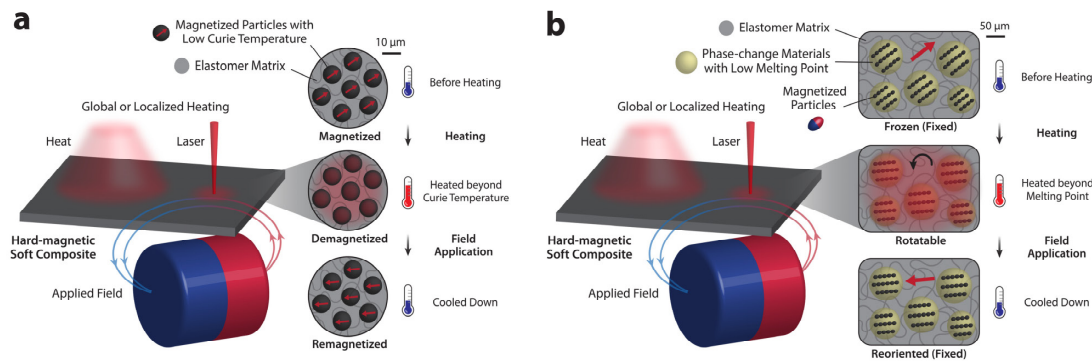 a
Magnetized Particles with
Low Curie Temperature
10 μm
Elastomer Matrix
Before Heating
Global or Localized Heating
Heat
Laser
Magnetized
Heating
Heated beyond
Curie Temperature
Demagnetized
Hard-magnetic
Soft Composite
Field
Application
Applied Field
Cooled Down
Remagnetized
b
Elastomer Matrix
50 μm
Phase-change Materials
with Low Melting Point
Before Heating
Magnetized
Particles
Global or Localized Heating
Heat
Laser
Frozen (Fixed)
Heating
Heated beyond
Melting Point
Rotatable
Hard-magnetic
Soft Composite
Field
Application
Applied Field
Cooled Down
Reoriented (Fixed)